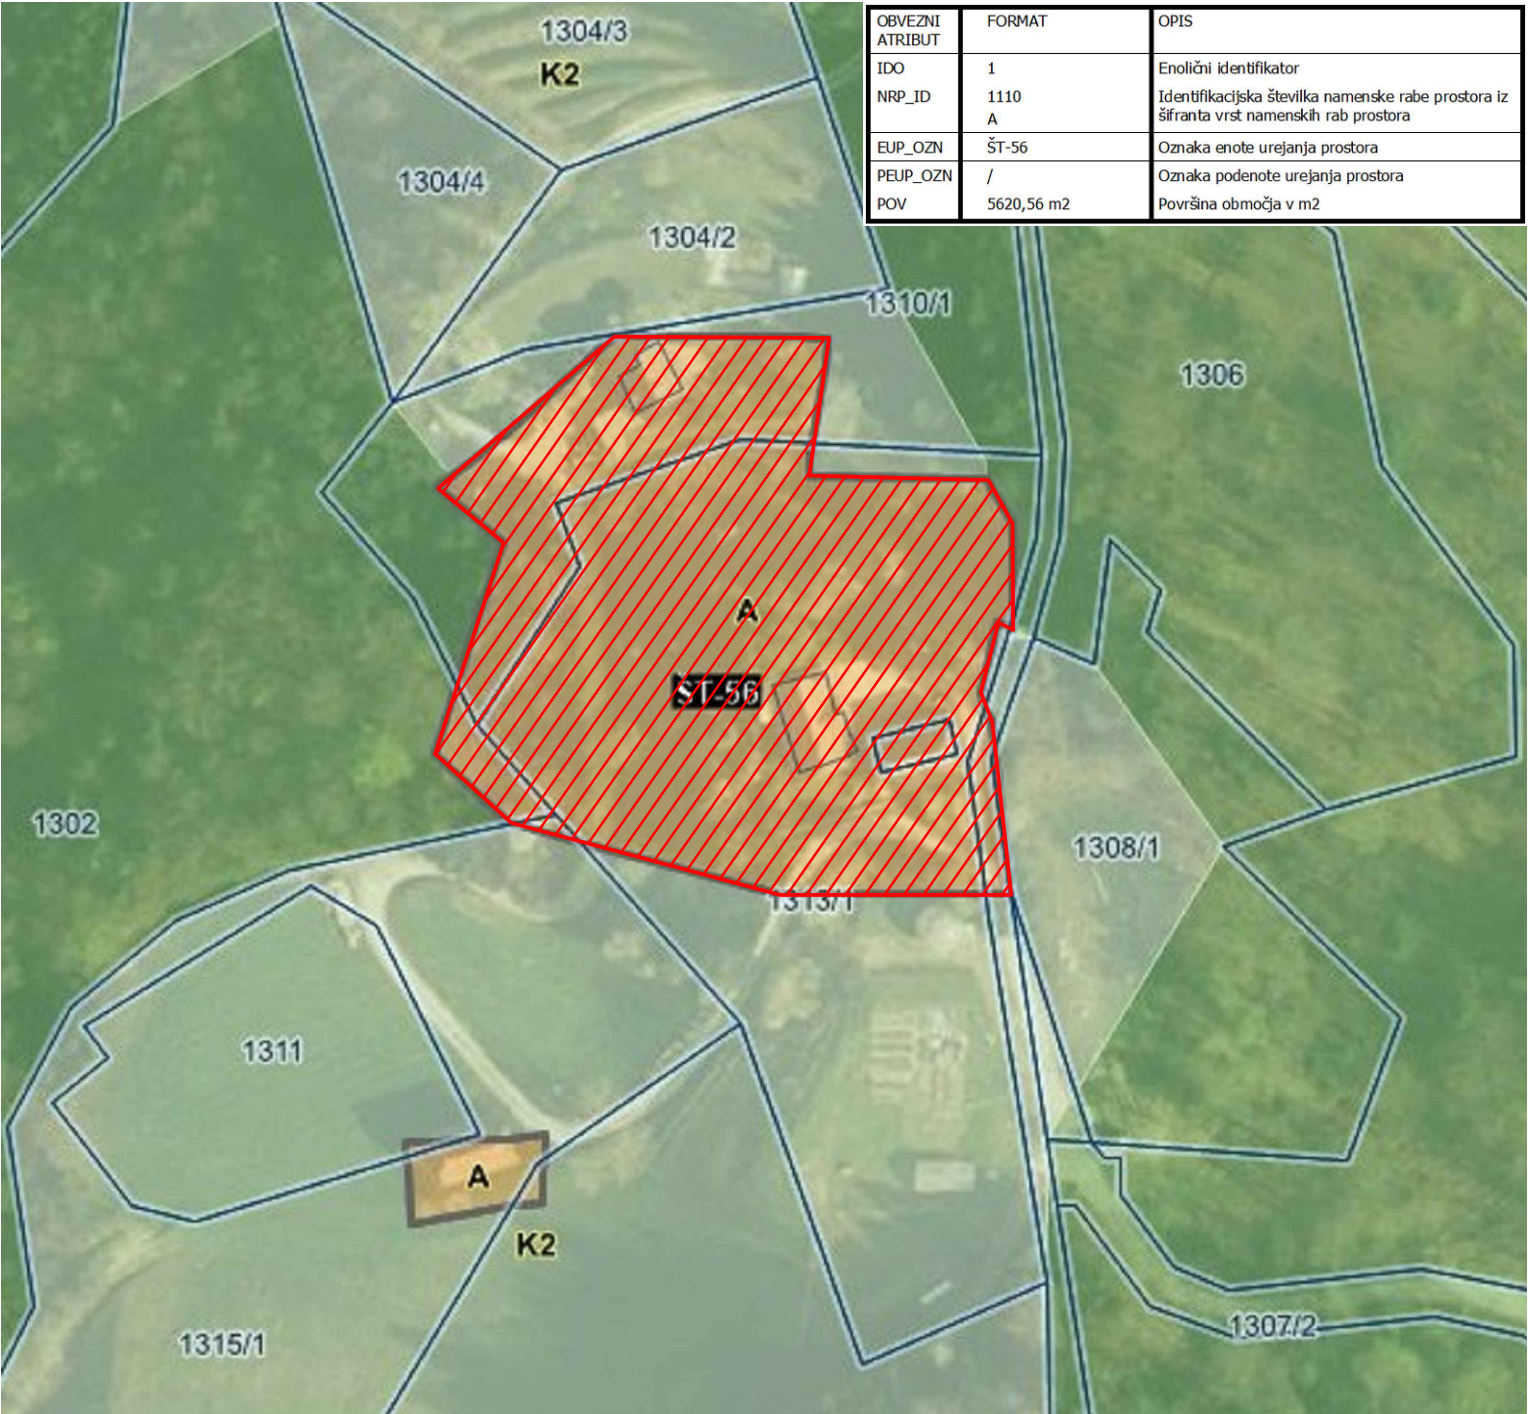 OBVEZNI ATRIBUT FORMAT OPIS
IDO 1 Enolični identifikator
NRP_ID 1110 A Identifikacijska številka namenske rabe prostora iz
šifranta vrst namenskih rab prostora
EUP_OZN ŠT-56 Oznaka enote urejanja prostora
PEUP_OZN / Oznaka podenote urejanja prostora
POV 5620,56 m2 Površina območja v m2
1304/3
K2
1304/4
1304/2
1310/1
1306
A
ŠT-56
1302
1308/1
1313/1
1311
A
K2
1307/2
1315/1